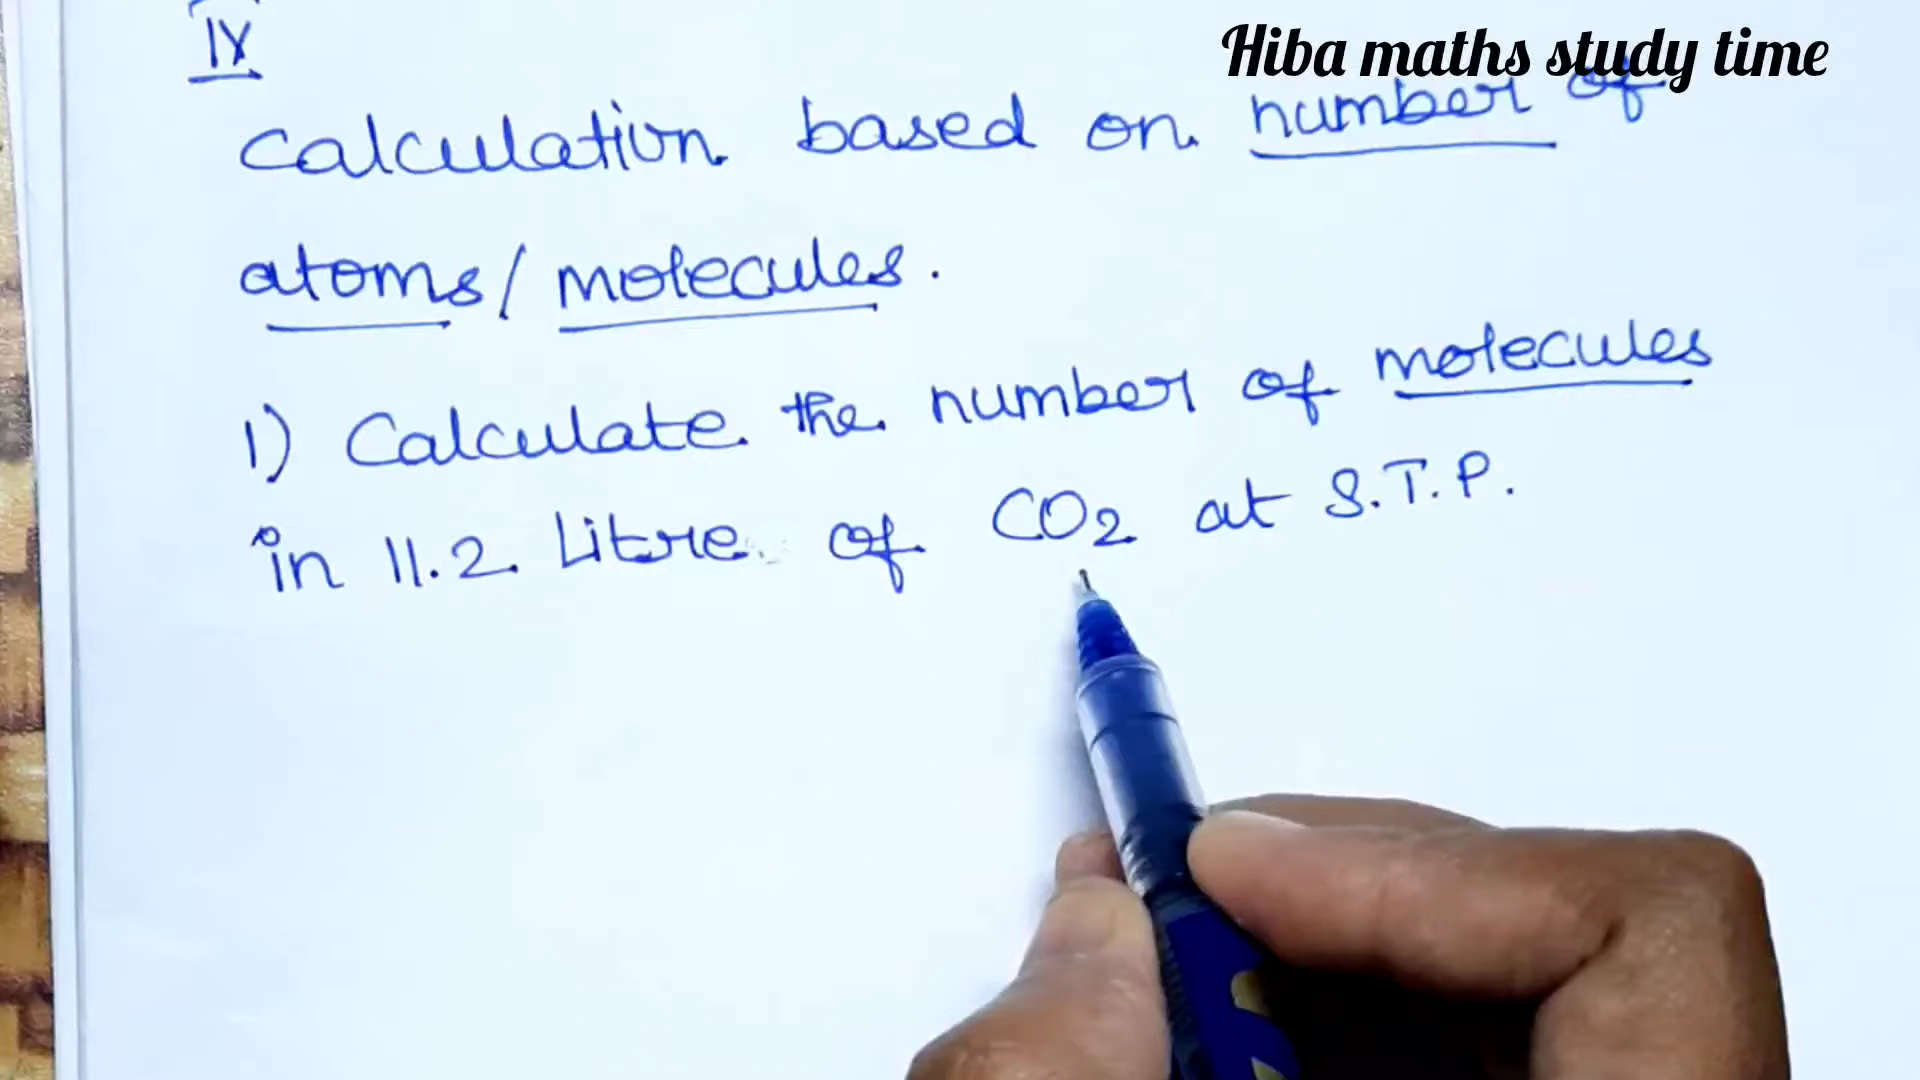 IX
Hiba maths study time
Calculation based on number of
atoms / molecules.
1) Calculate the number of molecules
in 11.2 Litre of CO2 at S.T.P.